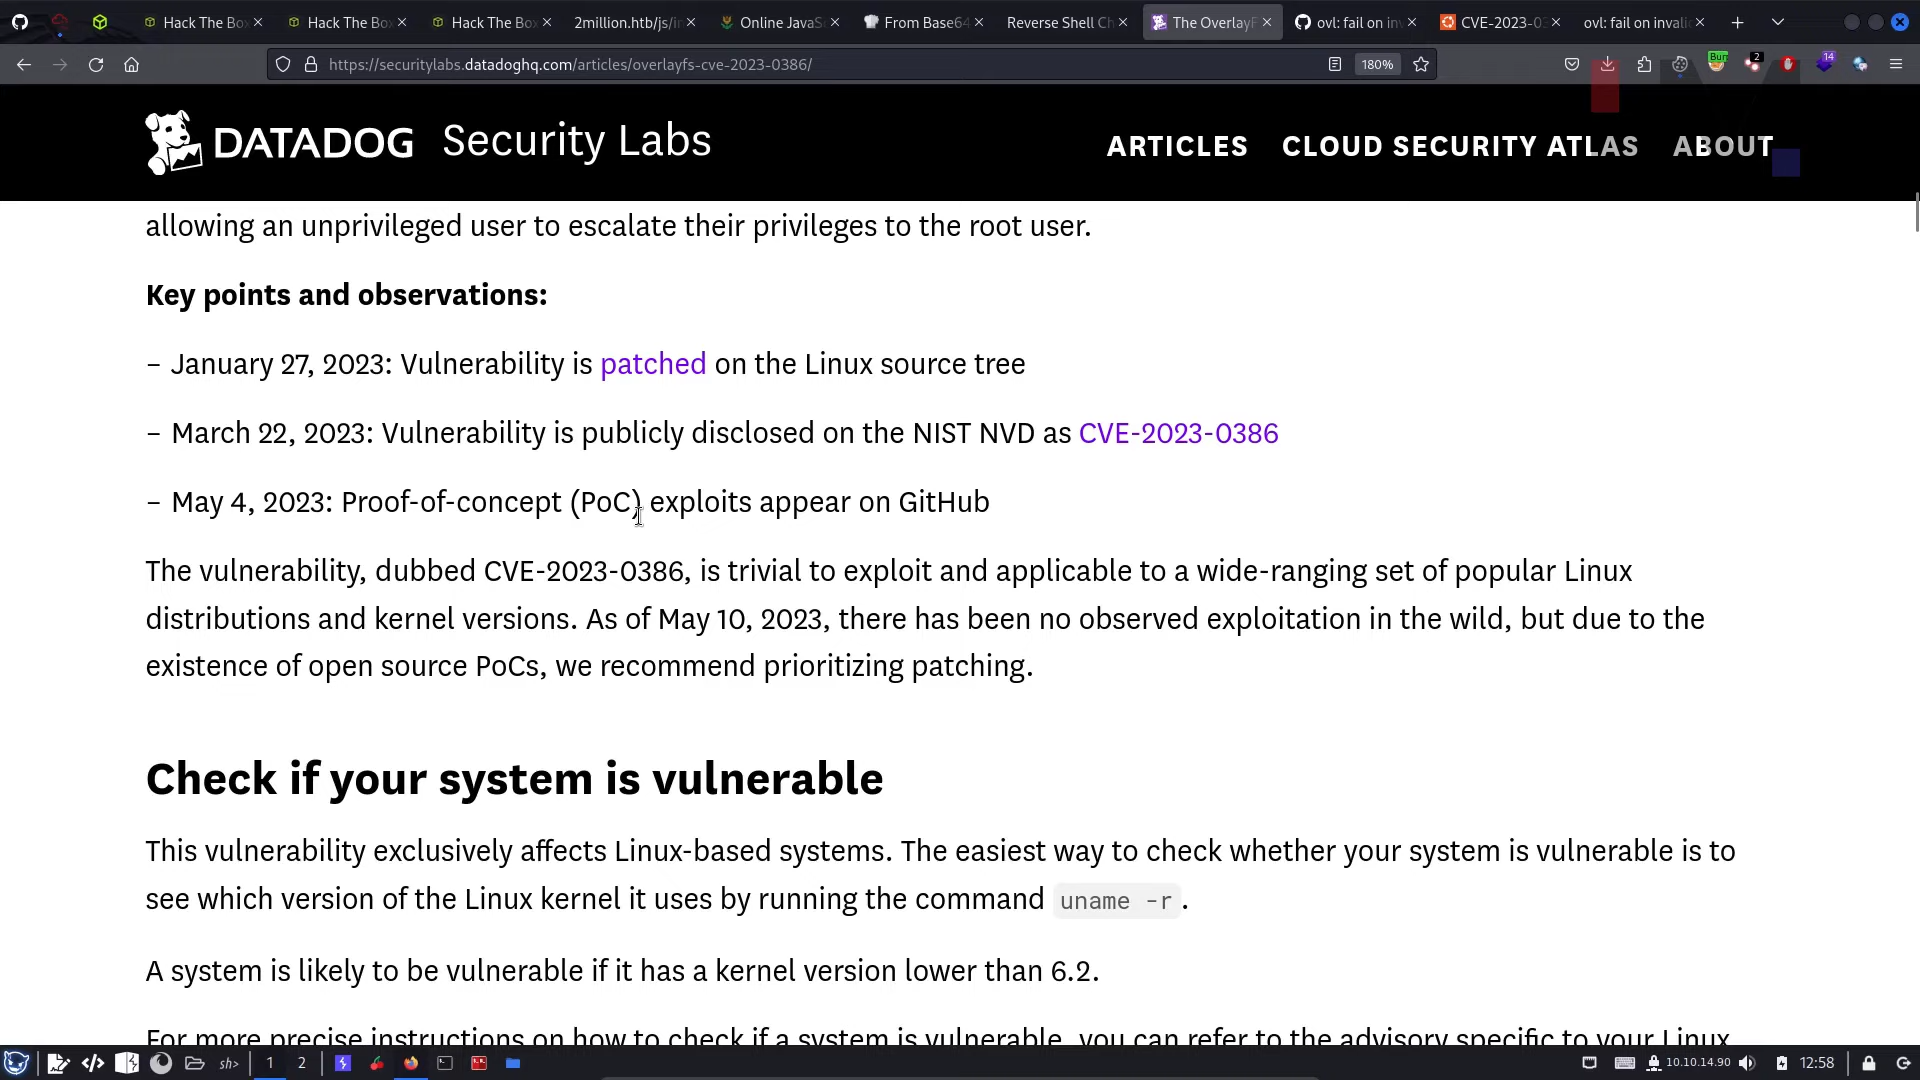 Hack The Bo
Hack The Bo
Hack The Bo
2million.htb/js/i
Online JavaS
From Base64
Reverse Shell Ch
The OverlayF
ovl: fail on inv
CVE-2023-03
ovl: fail on invali
https://securitylabs.datadoghq.com/articles/overlayfs-cve-2023-0386/
180%
Bur
2
14
DATADOG Security Labs
ARTICLES CLOUD SECURITY ATLAS ABOUT
allowing an unprivileged user to escalate their privileges to the root user.
Key points and observations:
– January 27, 2023: Vulnerability is patched on the Linux source tree
– March 22, 2023: Vulnerability is publicly disclosed on the NIST NVD as CVE-2023-0386
– May 4, 2023: Proof-of-concept (PoC) exploits appear on GitHub
The vulnerability, dubbed CVE-2023-0386, is trivial to exploit and applicable to a wide-ranging set of popular Linux
distributions and kernel versions. As of May 10, 2023, there has been no observed exploitation in the wild, but due to the
existence of open source PoCs, we recommend prioritizing patching.
Check if your system is vulnerable
This vulnerability exclusively affects Linux-based systems. The easiest way to check whether your system is vulnerable is to
see which version of the Linux kernel it uses by running the command uname -r.
A system is likely to be vulnerable if it has a kernel version lower than 6.2.
For more precise instructions on how to check if a system is vulnerable, you can refer to the advisory specific to your Linux
sh>
1
2
10.10.14.90
12:58